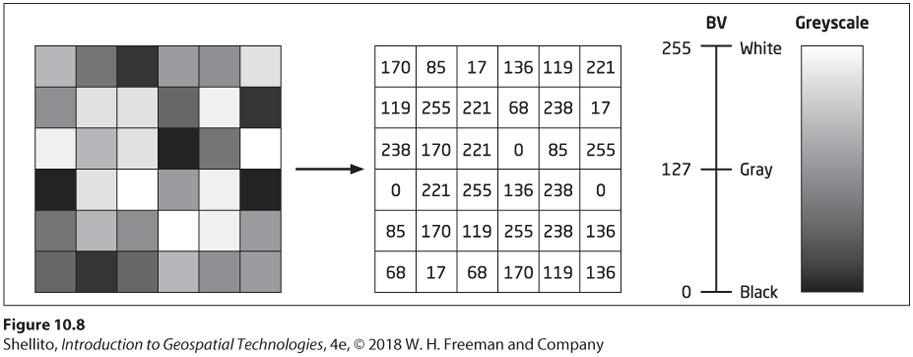 BV
Greyscale
170 85 17 136 119 221
119 255 221 68 238 17
238 170 221 0 85 255
0 221 255 136 238 0
85 170 119 255 238 136
68 17 68 170 119 136
255 White
127 Gray
0 Black
Figure 10.8
Shellito, Introduction to Geospatial Technologies, 4e, © 2018 W. H. Freeman and Company